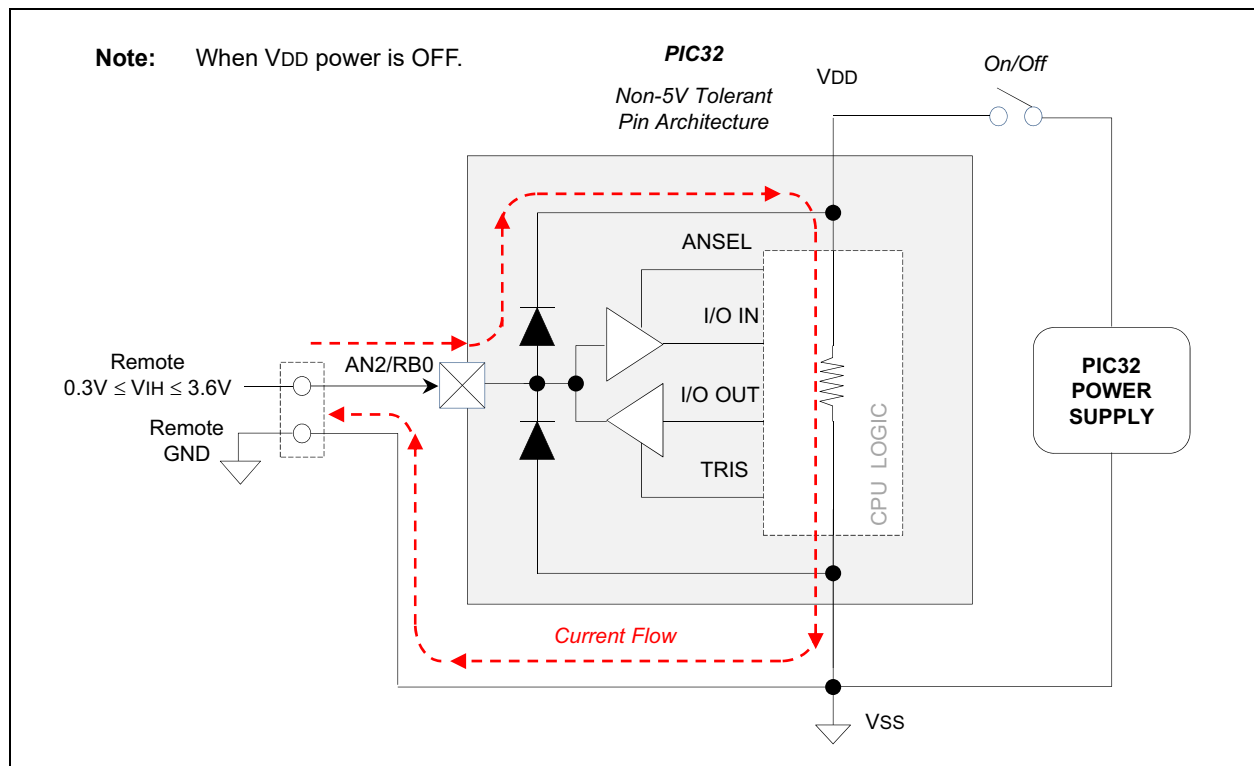 Note: When VDD power is OFF.
PIC32
Non-5V Tolerant
Pin Architecture
VDD
On/Off
ANSEL
I/O IN
AN2/RB0
Remote
0.3V ≤ VIH ≤ 3.6V
I/O OUT
Remote
GND
TRIS
CPU LOGIC
PIC32
POWER
SUPPLY
Current Flow
VSS